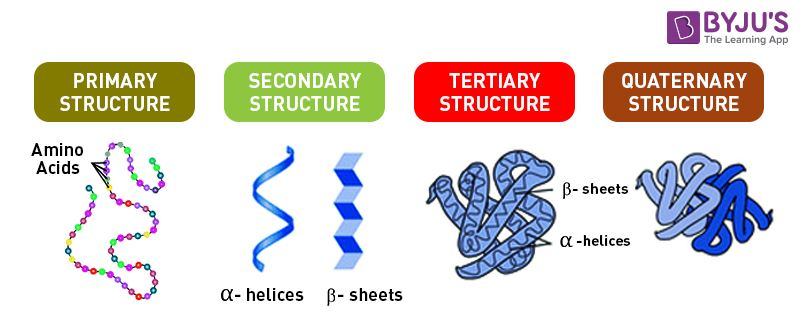 BYJU'S
The Learning App
PRIMARY
STRUCTURE
SECONDARY
STRUCTURE
TERTIARY
STRUCTURE
QUATERNARY
STRUCTURE
Amino
Acids
α- helices
β- sheets
β- sheets
α -helices